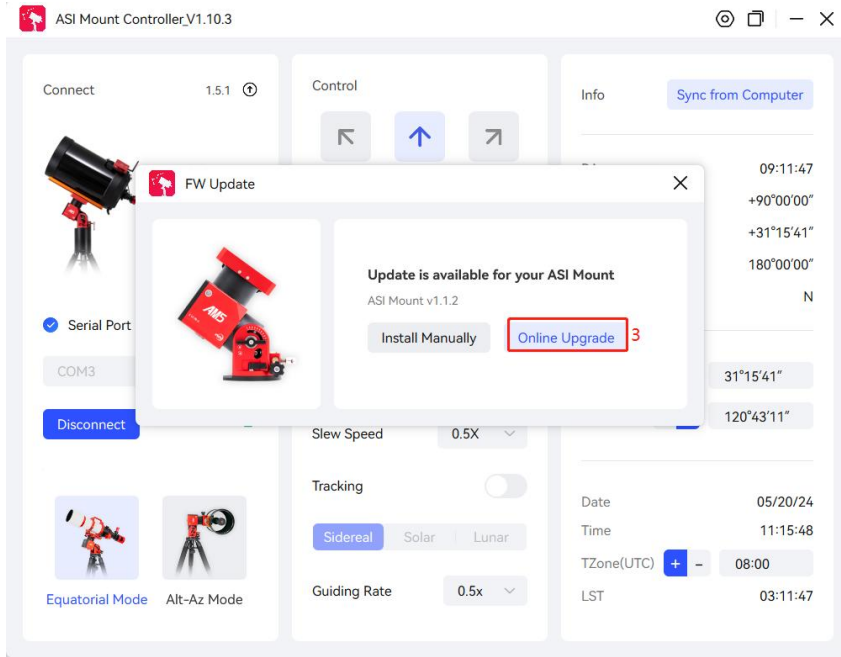 ASI Mount Controller_V1.10.3
Connect
1.5.1
Serial Port
COM3
Disconnect
Equatorial Mode
Alt-Az Mode
Control
FW Update
AM5
Update is available for your ASI Mount
ASI Mount v1.1.2
Install Manually
Online Upgrade
3
Slew Speed
0.5X
Tracking
Sidereal
Solar
Lunar
Guiding Rate
0.5x
Info
Sync from Computer
09:11:47
+90°00′00″
+31°15′41″
180°00′00″
N
31°15′41″
120°43′11″
Date
05/20/24
Time
11:15:48
TZone(UTC)
+
–
08:00
LST
03:11:47